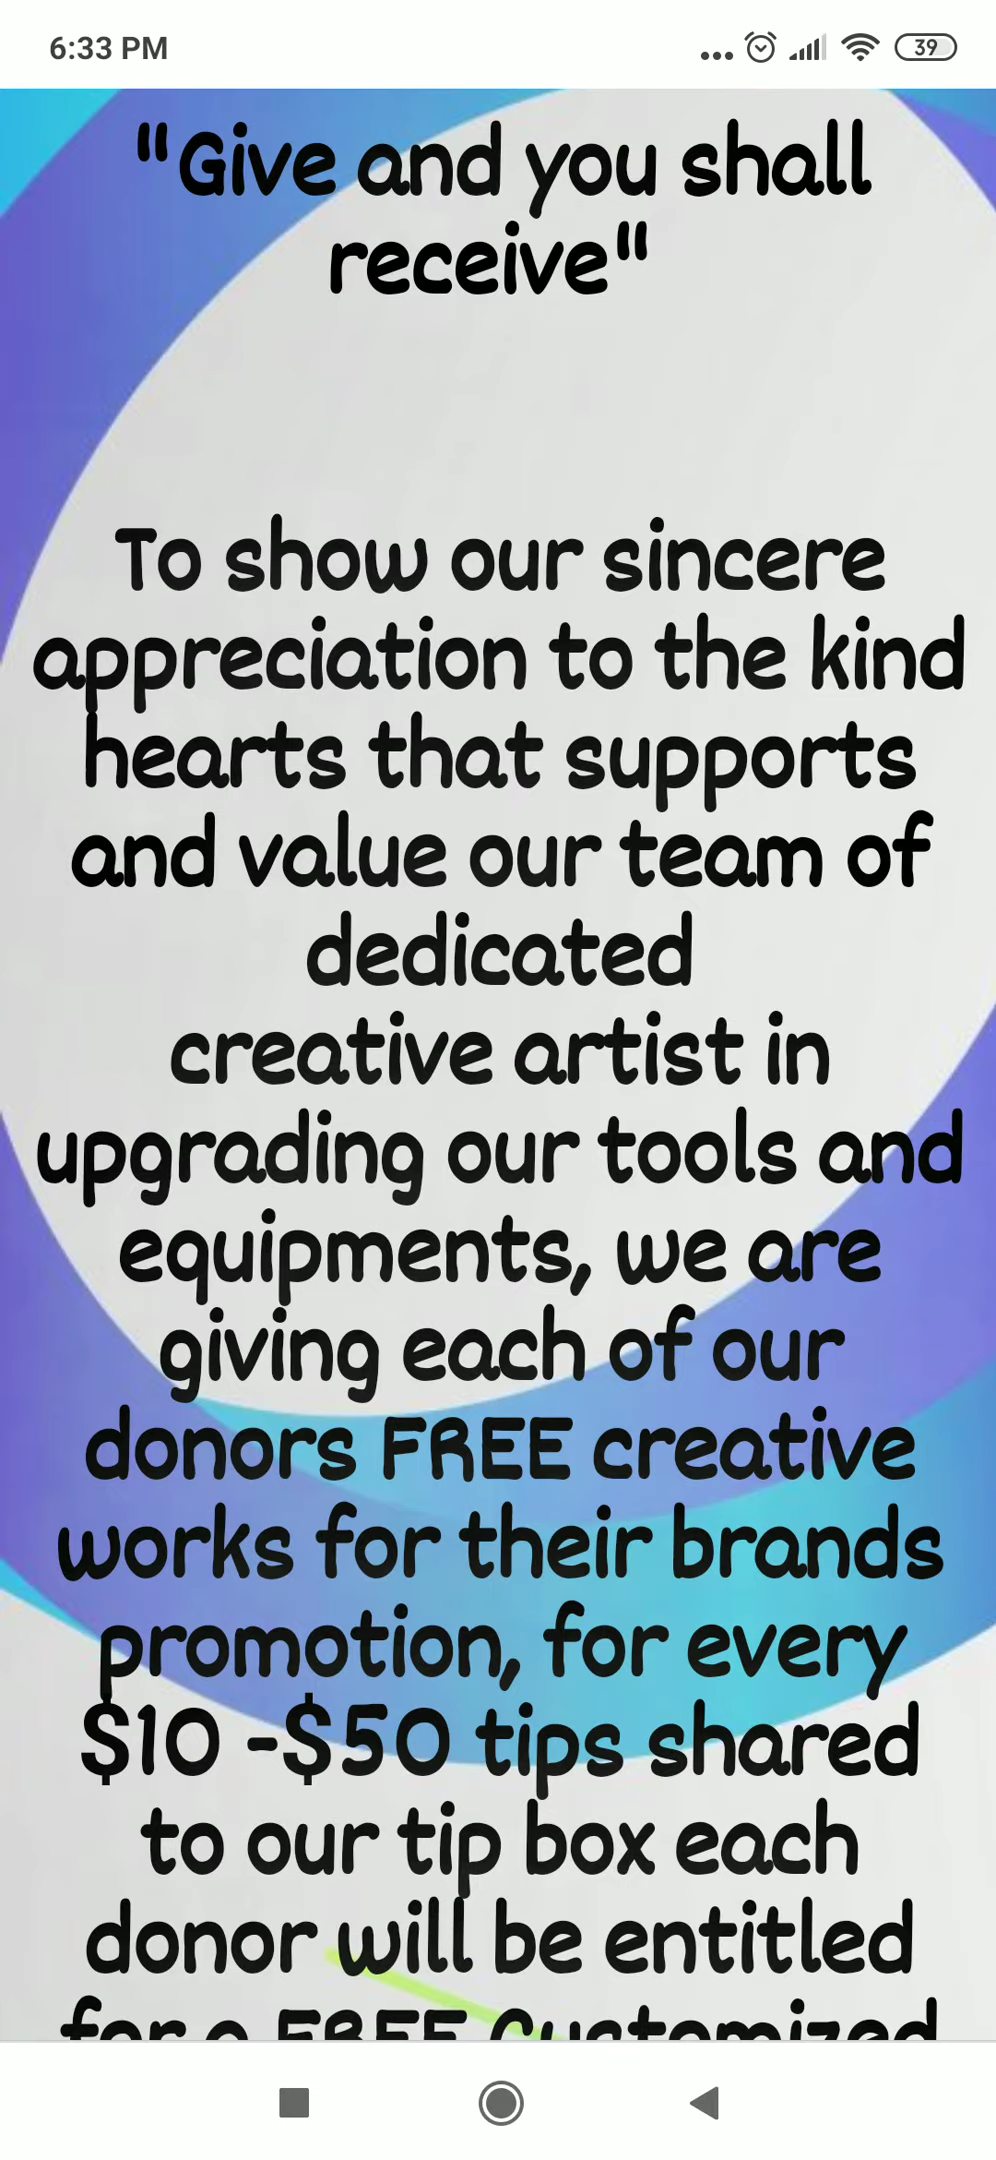 6:33 PM
39
"Give and you shall
receive"
To show our sincere
appreciation to the kind
hearts that supports
and value our team of
dedicated
creative artist in
upgrading our tools and
equipments, we are
giving each of our
donors FREE creative
works for their brands
promotion, for every
$10 -$50 tips shared
to our tip box each
donor will be entitled
for a FREE Customized